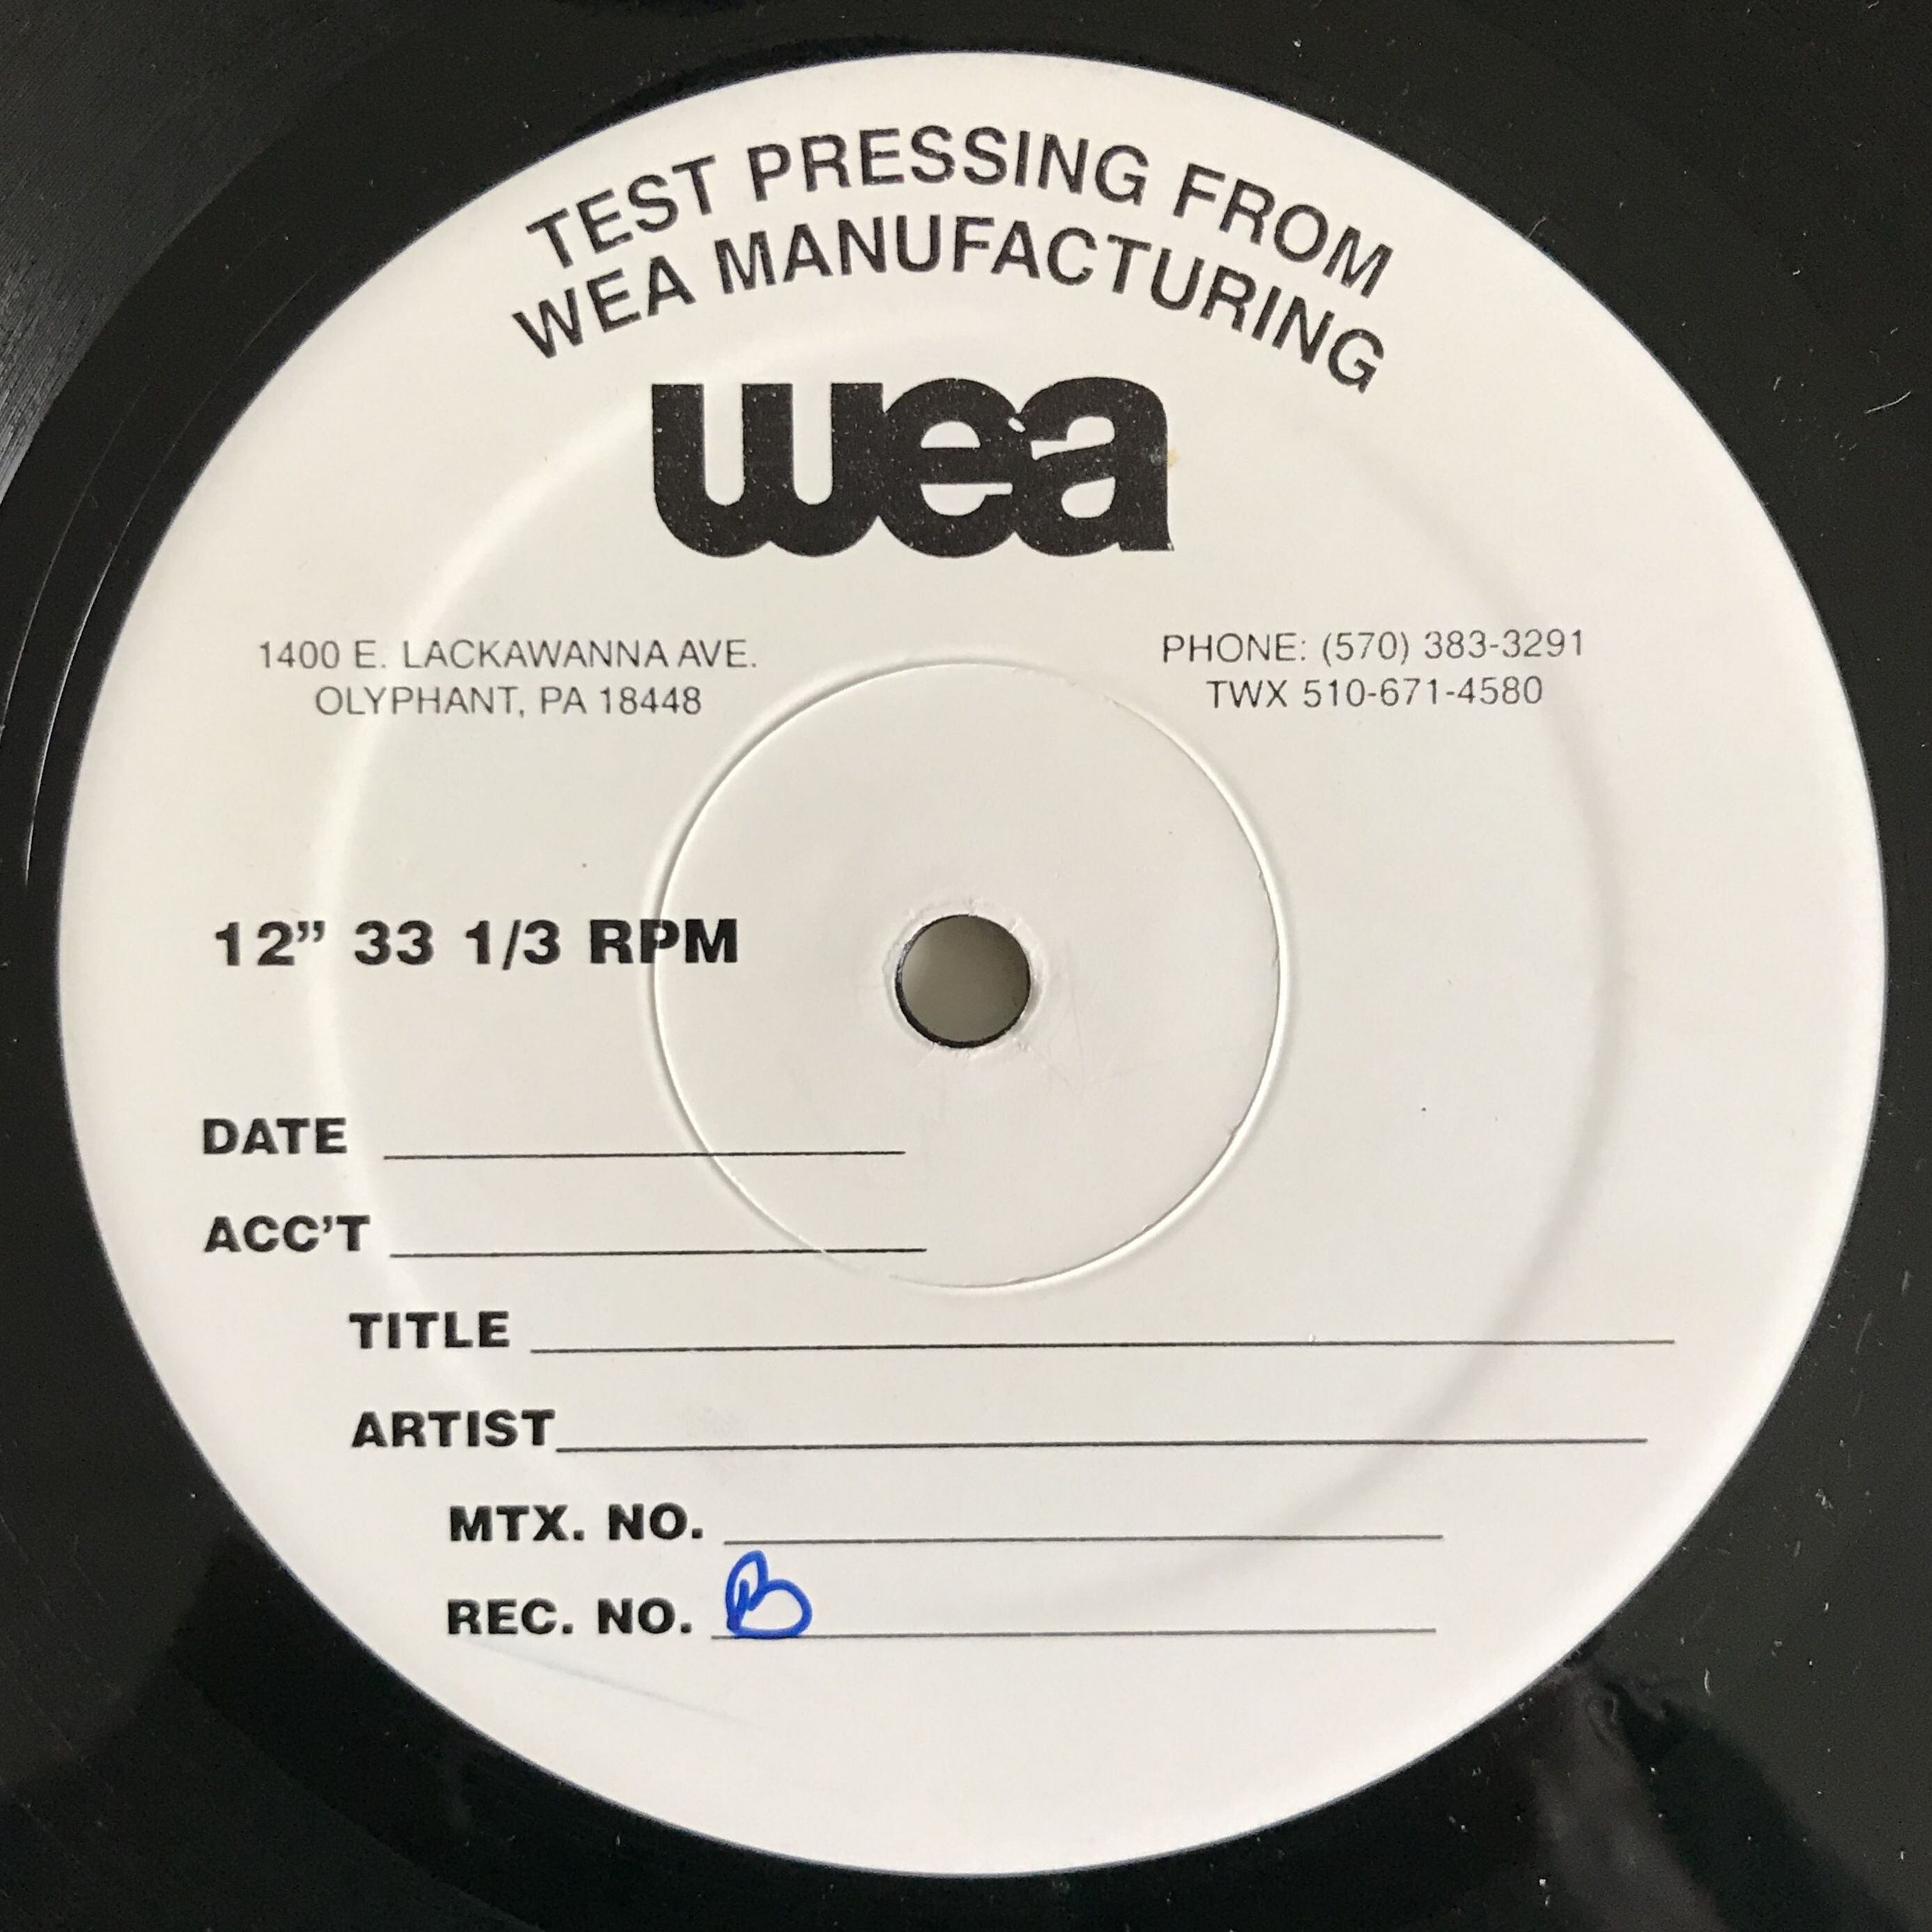 TEST PRESSING FROM
WEA MANUFACTURING
wea
1400 E. LACKAWANNA AVE.
OLYPHANT, PA 18448
PHONE: (570) 383-3291
TWX 510-671-4580
12” 33 1/3 RPM
DATE
ACC’T
TITLE
ARTIST
MTX. NO.
REC. NO. B